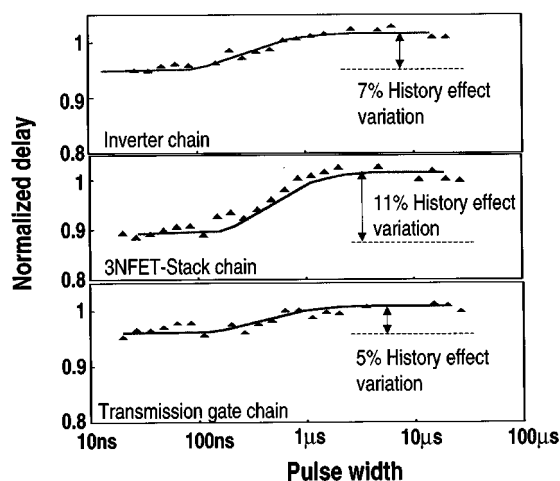 1
0.9
7% History effect
variation
Inverter chain
0.8
1
0.9
11% History effect
variation
3NFET-Stack chain
0.8
1
5% History effect
variation
Transmission gate chain
0.8
Normalized delay
10ns 100ns 1μs 10μs 100μs
Pulse width